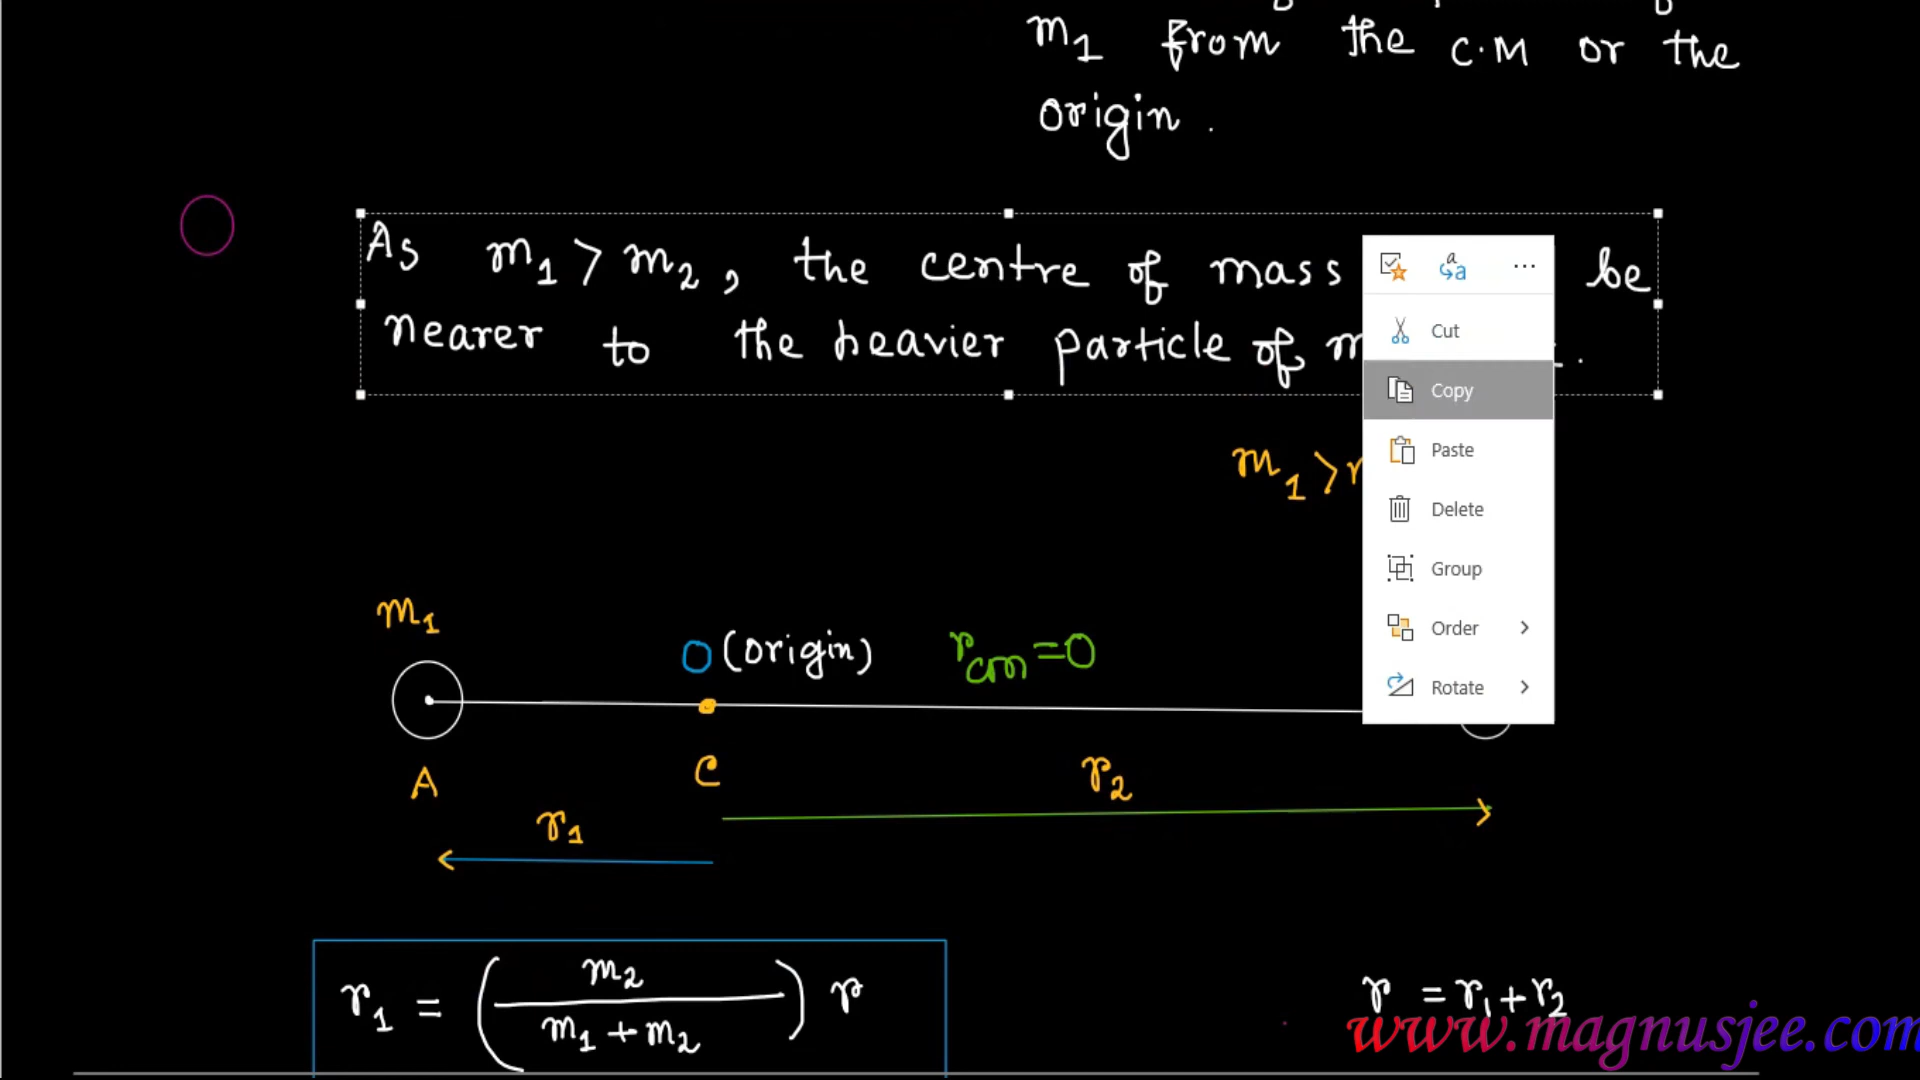 m1 from the C.M or the
origin.
As m1 > m2, the centre of mass be
nearer to the heavier particle of
a
a
...
Cut
Copy
Paste
Delete
Group
Order
Rotate
m1 >
m1
O (origin) rcm = 0
A
C
r2
r1
r1 = (m2 / m1 + m2) r
r = r1 + r2
www.magnusjee.com